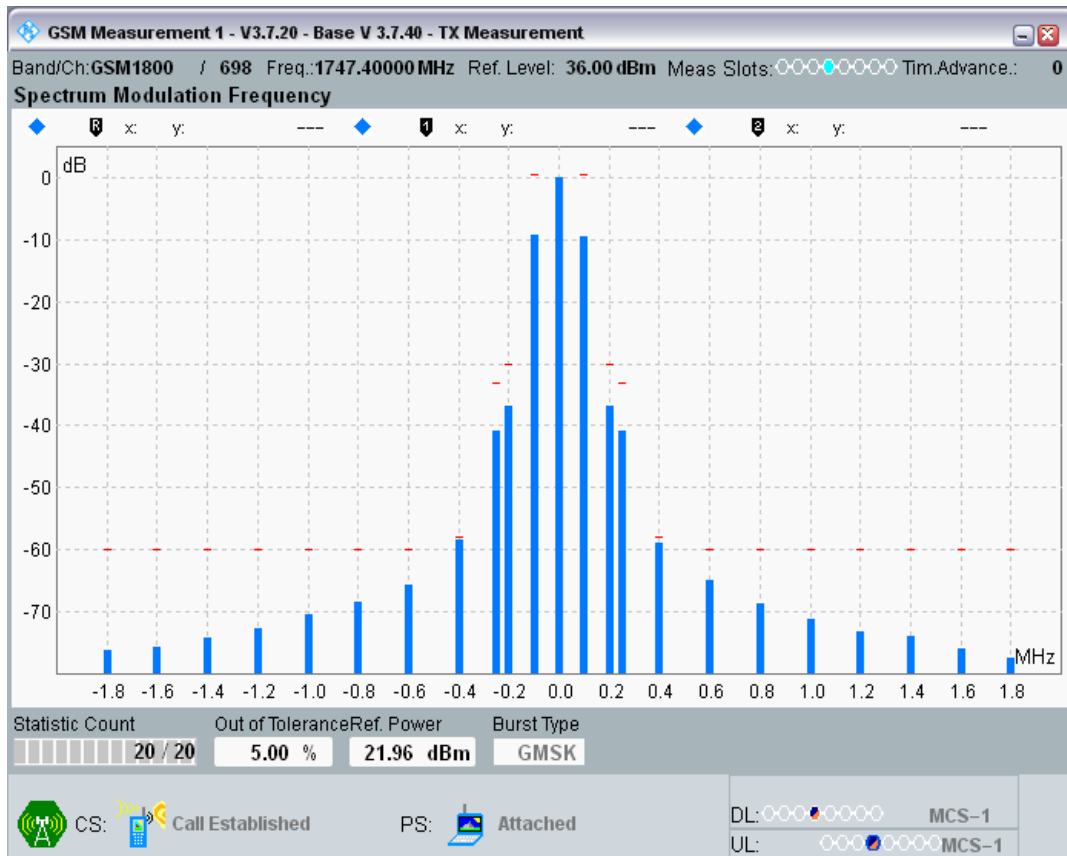 GSM Measurement 1 - V3.7.20 - Base V 3.7.40 - TX Measurement
Band/Ch:GSM1800 / 698 Freq.:1747.40000 MHz Ref. Level: 36.00 dBm Meas Slots: Tim.Advance.: 0
Spectrum Modulation Frequency
R x: y: --- 1 x: y: --- 2 x: y: ---
dB
0
-10
-20
-30
-40
-50
-60
-70
MHz
-1.8 -1.6 -1.4 -1.2 -1.0 -0.8 -0.6 -0.4 -0.2 0.0 0.2 0.4 0.6 0.8 1.0 1.2 1.4 1.6 1.8
Statistic Count Out of Tolerance Ref. Power Burst Type
20 / 20 5.00 % 21.96 dBm GMSK
CS: Call Established PS: Attached
DL: MCS-1
UL: MCS-1